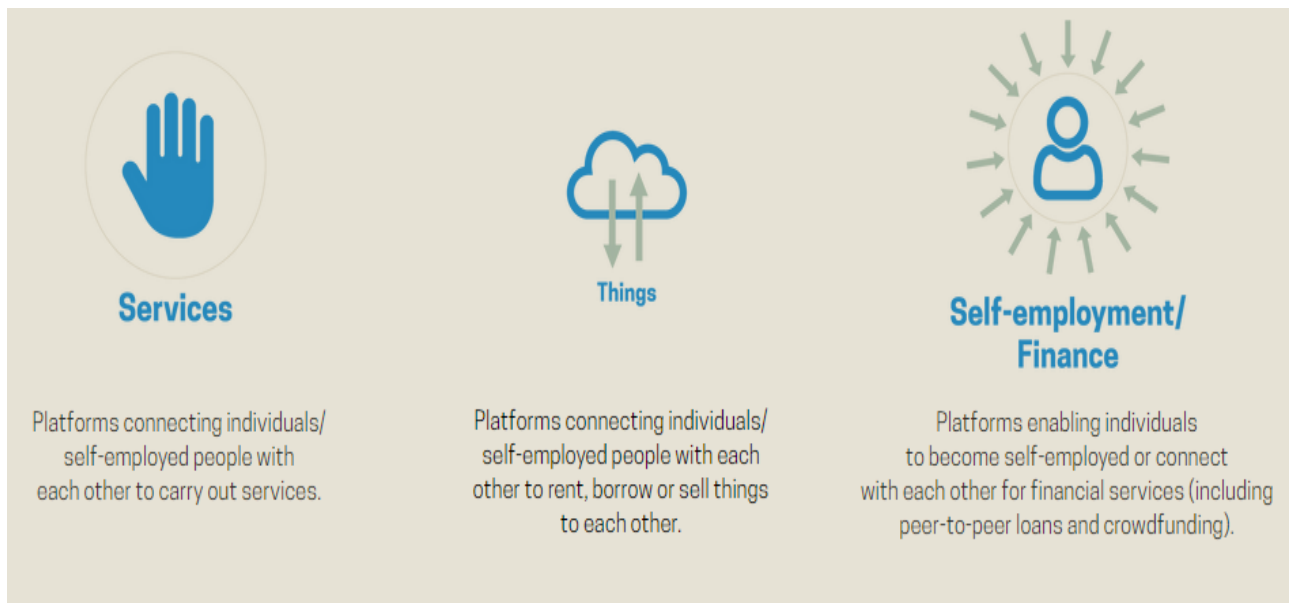 Services
Platforms connecting individuals/
self-employed people with
each other to carry out services.
Things
Platforms connecting individuals/
self-employed people with each
other to rent, borrow or sell things
to each other.
Self-employment/
Finance
Platforms enabling individuals
to become self-employed or connect
with each other for financial services (including
peer-to-peer loans and crowdfunding).